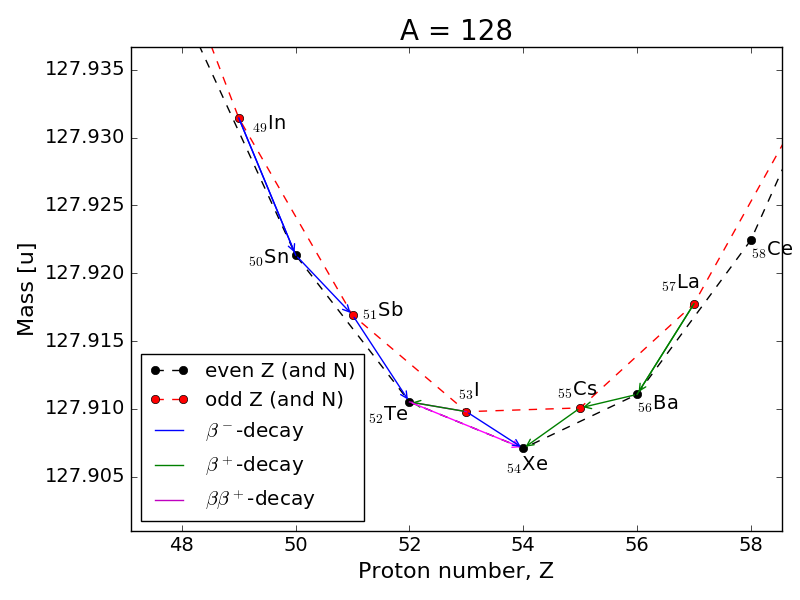 A = 128
127.935
127.930
127.925
127.920
127.915
127.910
127.905
Mass [u]
₄₉In
₅₀Sn
₅₁Sb
₅₂Te
₅₃I
₅₄Xe
₅₅Cs
₅₆Ba
₅₇La
₅₈Ce
even Z (and N)
odd Z (and N)
β⁻-decay
β⁺-decay
ββ⁺-decay
48 50 52 54 56 58
Proton number, Z